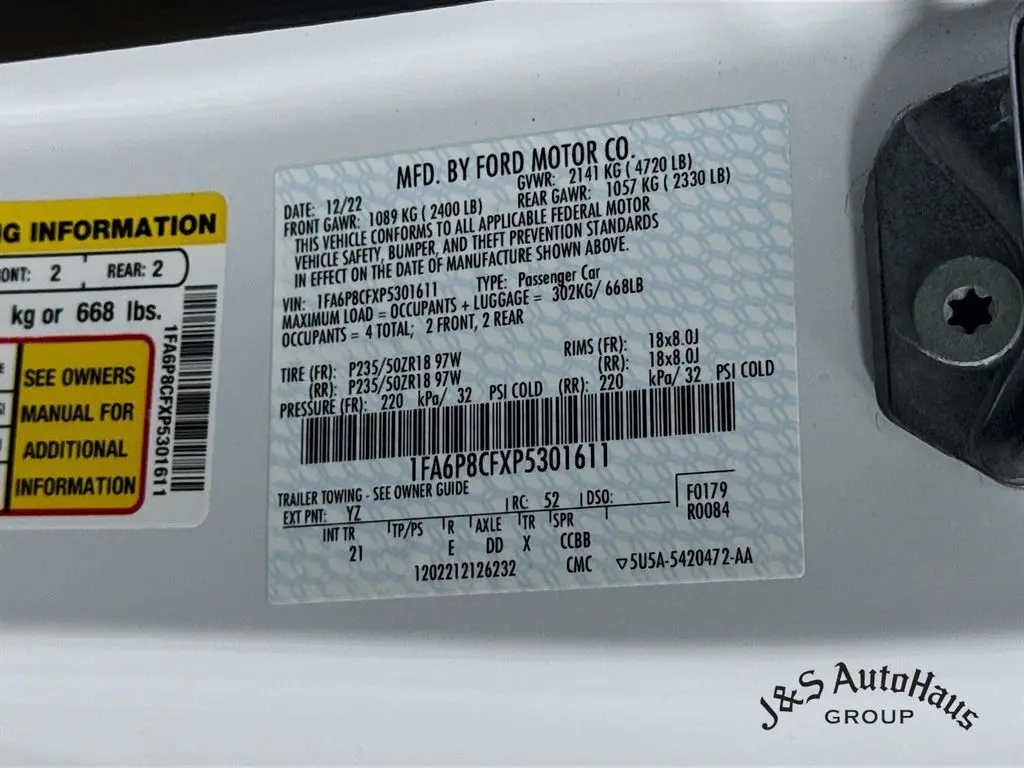 MFD. BY FORD MOTOR CO.
DATE: 12/22 GVWR: 2141 KG ( 4720 LB)
FRONT GAWR: 1089 KG ( 2400 LB) REAR GAWR: 1057 KG ( 2330 LB)
THIS VEHICLE CONFORMS TO ALL APPLICABLE FEDERAL MOTOR
VEHICLE SAFETY, BUMPER, AND THEFT PREVENTION STANDARDS
IN EFFECT ON THE DATE OF MANUFACTURE SHOWN ABOVE.
VIN: 1FA6P8CFXP5301611 TYPE: Passenger Car
MAXIMUM LOAD = OCCUPANTS + LUGGAGE = 302KG/ 668LB
OCCUPANTS = 4 TOTAL; 2 FRONT, 2 REAR
TIRE (FR): P235/50ZR18 97W RIMS (FR): 18x8.0J
(RR): P235/50ZR18 97W (RR): 18x8.0J
PRESSURE (FR): 220 kPa/ 32 PSI COLD (RR): 220 kPa/ 32 PSI COLD
1FA6P8CFXP5301611
TRAILER TOWING - SEE OWNER GUIDE
EXT PNT: YZ RC: 52 DSO: F0179
R0084
INT TR TP/PS R AXLE TR SPR
21 E DD X CCBB
1202212126232 CMC ▽5U5A-5420472-AA
INFORMATION
2 REAR: 2
kg or 668 lbs.
SEE OWNERS
MANUAL FOR
ADDITIONAL
INFORMATION
1FA6P8CFXP5301611
J&S AutoHaus
GROUP